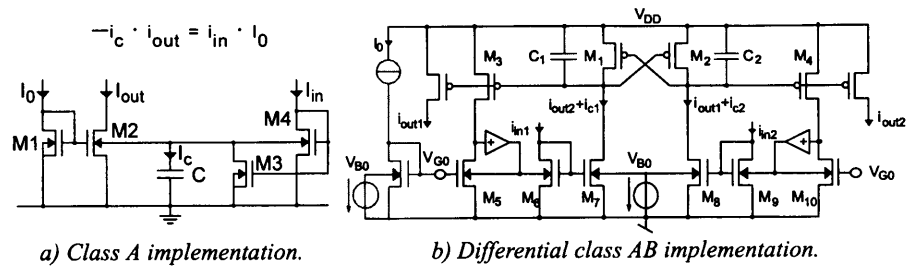 −i_c · i_out = i_in · I_0
I_0
I_out
I_in
M1
M2
M4
I_c
M3
C
a) Class A implementation.
V_DD
I_0
M_3
C_1
M_1
M_2
C_2
M_4
i_out1
i_out2+i_c1
i_out1+i_c2
i_out2
i_in1
i_in2
V_B0
V_G0
V_B0
V_G0
M_5
M_6
M_7
M_8
M_9
M_10
b) Differential class AB implementation.